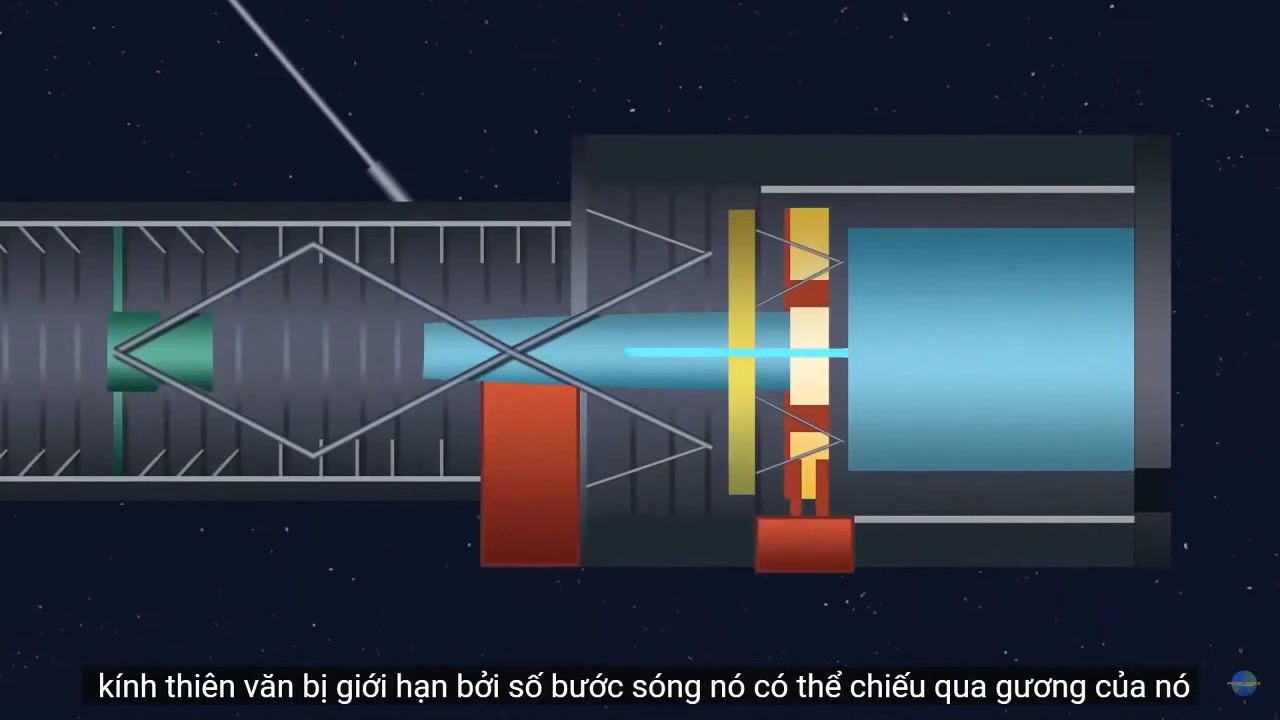 kính thiên văn bị giới hạn bởi số bước sóng nó có thể chiếu qua gương của nó